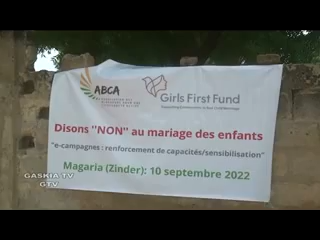 ABCA
Girls First Fund
Disons "NON" au mariage des enfants
"e-campagnes : renforcement de capacités/sensibilisation"
Magaria (Zinder): 10 septembre 2022
GASKIA TV
GTV